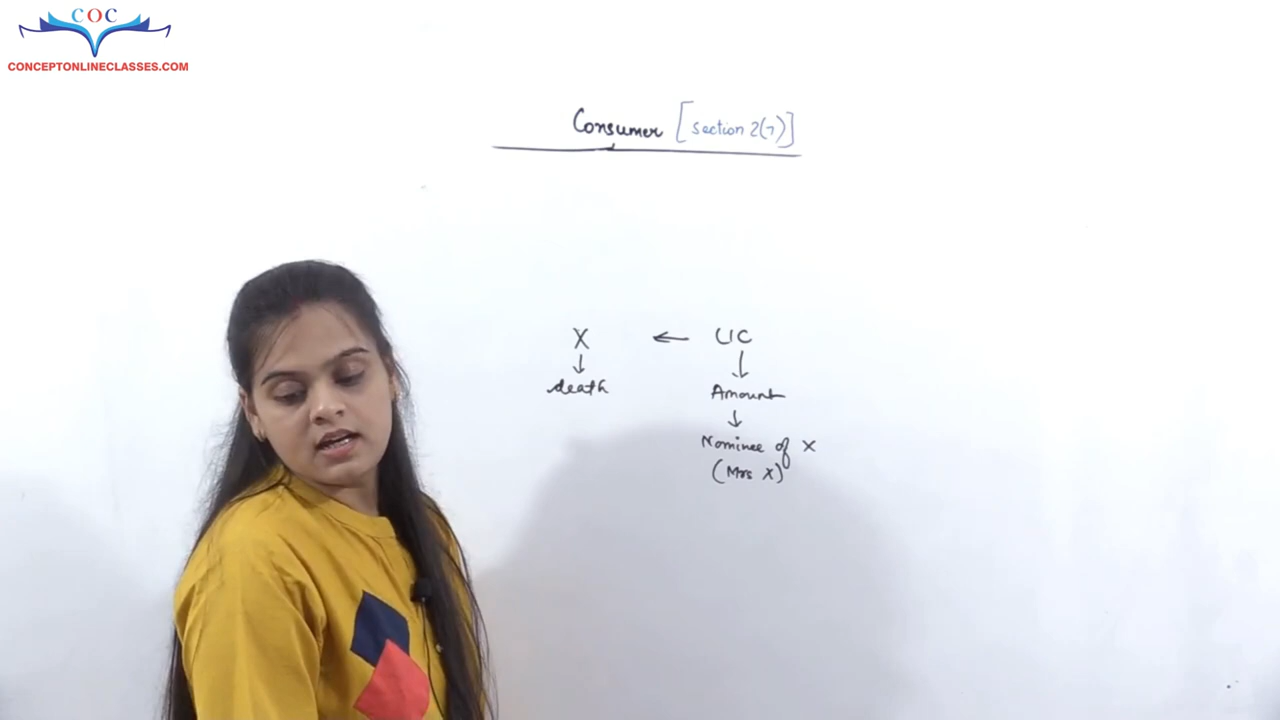 COC
CONCEPTONLINECLASSES.COM
Consumer [section 2(7)]
X ← LIC
↓ ↓
death Amount
↓
Nominee of X
(Mrs X)